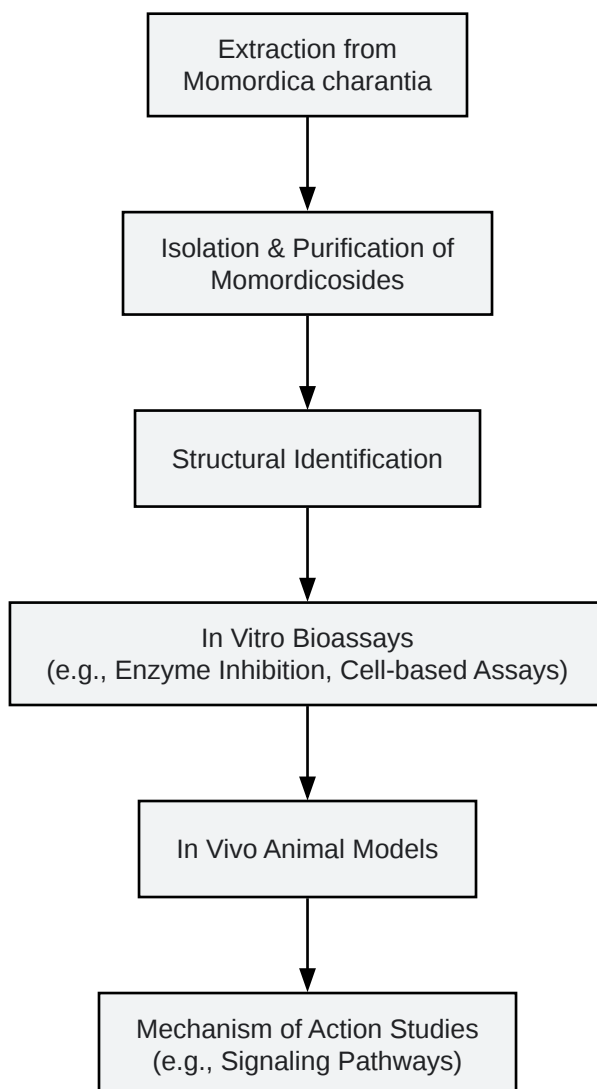 Extraction from
Momordica charantia
Isolation & Purification of
Momordicosides
Structural Identification
In Vitro Bioassays
(e.g., Enzyme Inhibition, Cell-based Assays)
In Vivo Animal Models
Mechanism of Action Studies
(e.g., Signaling Pathways)